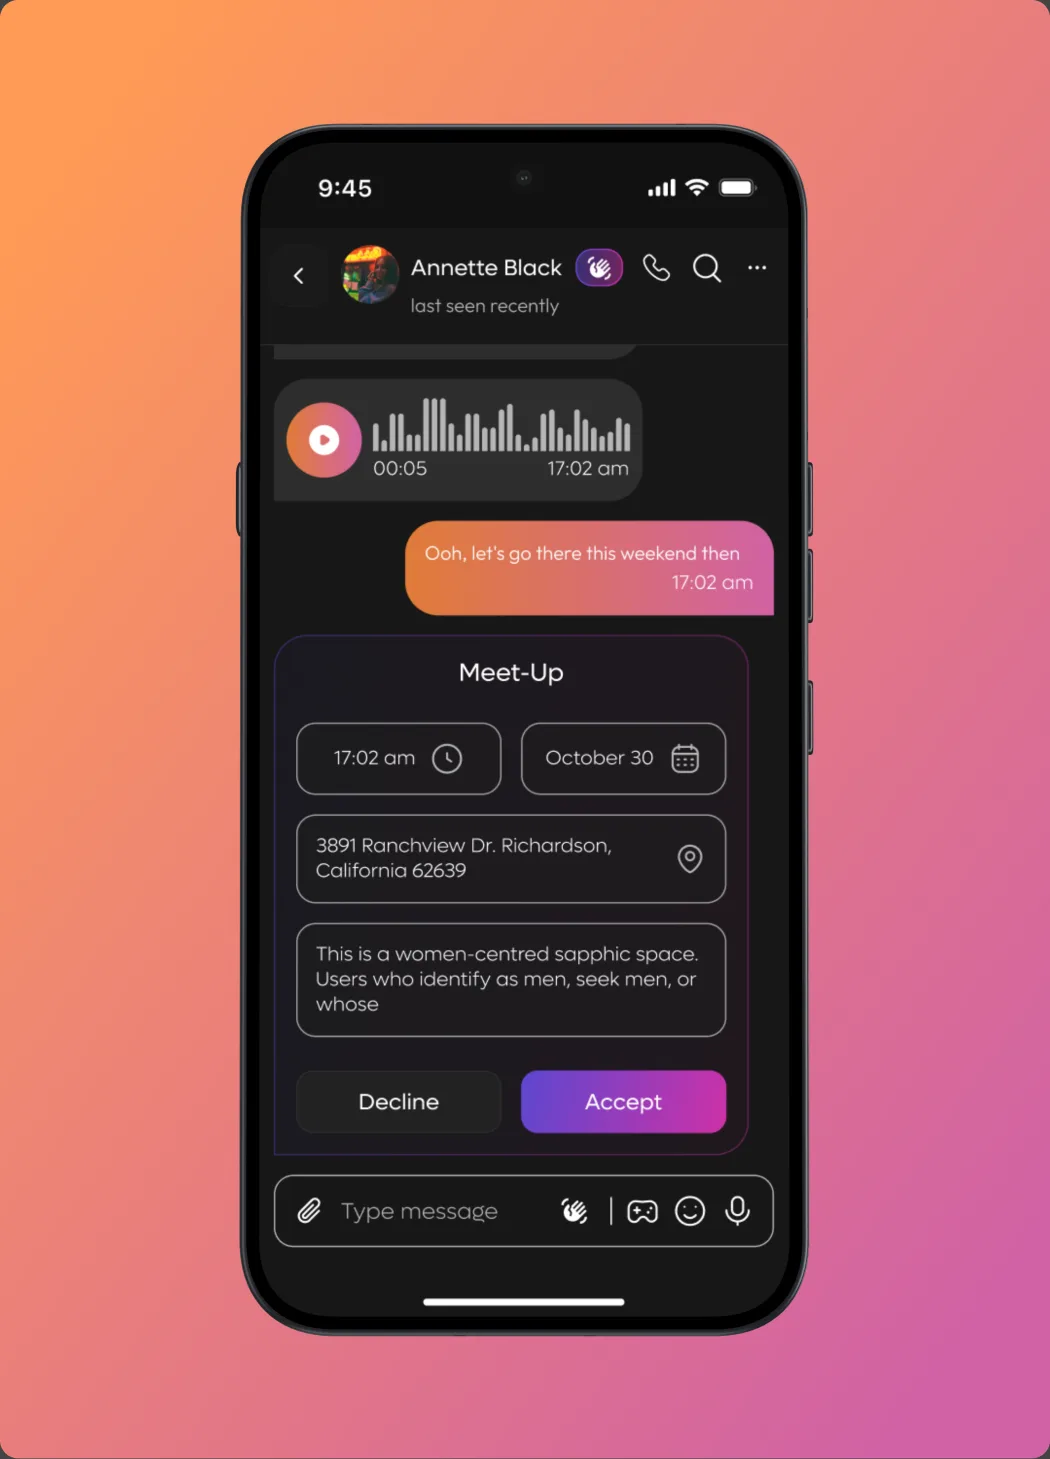 9:45
Annette Black
last seen recently
00:05
17:02 am
Ooh, let's go there this weekend then
17:02 am
Meet-Up
17:02 am
October 30
3891 Ranchview Dr. Richardson,
California 62639
This is a women-centred sapphic space.
Users who identify as men, seek men, or
whose
Decline
Accept
Type message